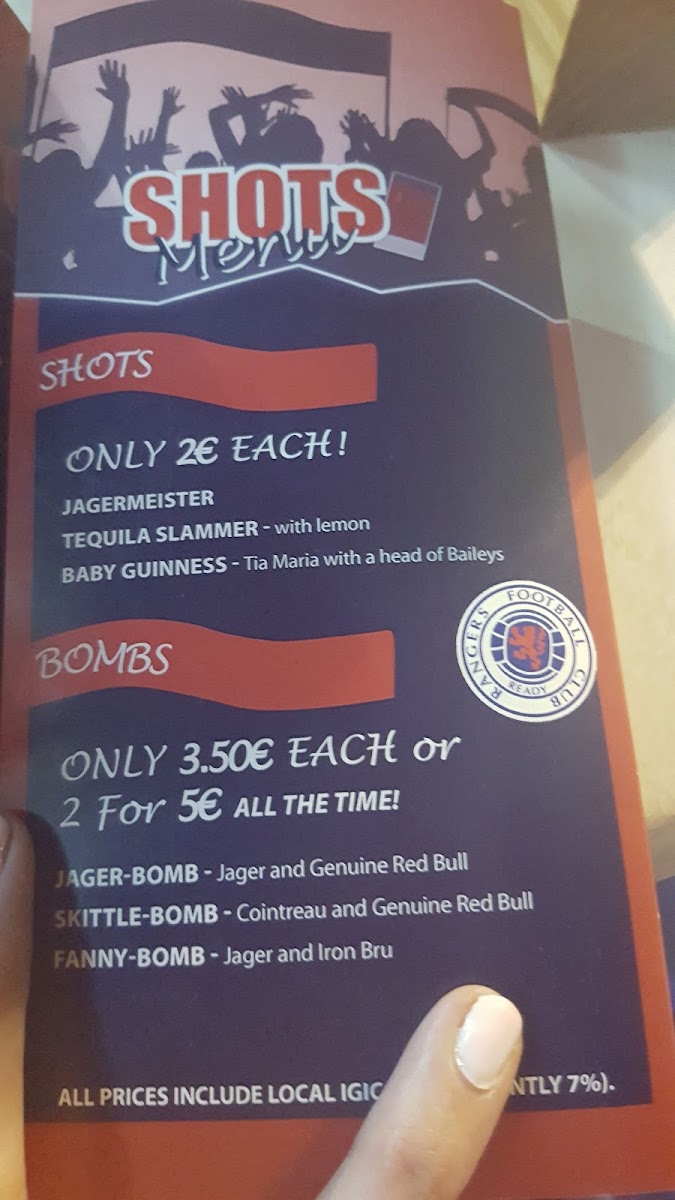 SHOTS
Menu
SHOTS
ONLY 2€ EACH!
JAGERMEISTER
TEQUILA SLAMMER - with lemon
BABY GUINNESS - Tia Maria with a head of Baileys
RANGERS FOOTBALL CLUB
READY
BOMBS
ONLY 3.50€ EACH or
2 For 5€ ALL THE TIME!
JAGER-BOMB - Jager and Genuine Red Bull
SKITTLE-BOMB - Cointreau and Genuine Red Bull
FANNY-BOMB - Jager and Iron Bru
ALL PRICES INCLUDE LOCAL IGIC NTLY 7%).